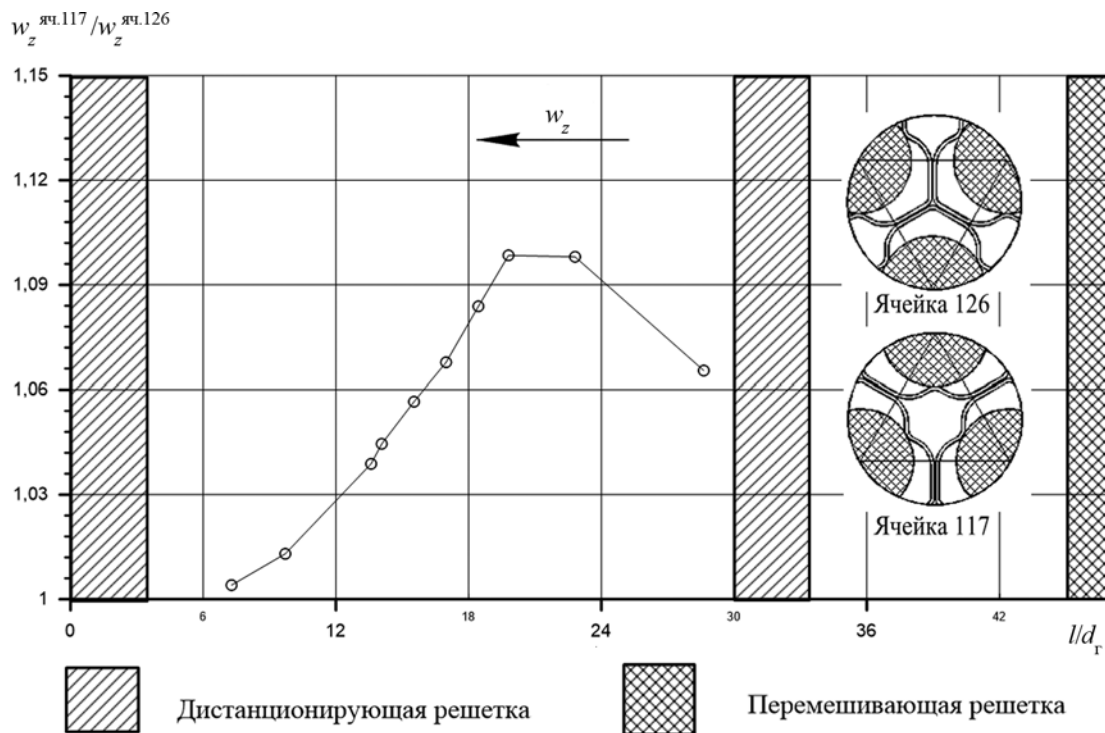 w_z яч.117/w_z яч.126
1,15
w_z
1,12
1,09
Ячейка 126
1,06
1,03
Ячейка 117
1
0 6 12 18 24 30 36 42 l/d_г
Дистанционирующая решетка
Перемешивающая решетка